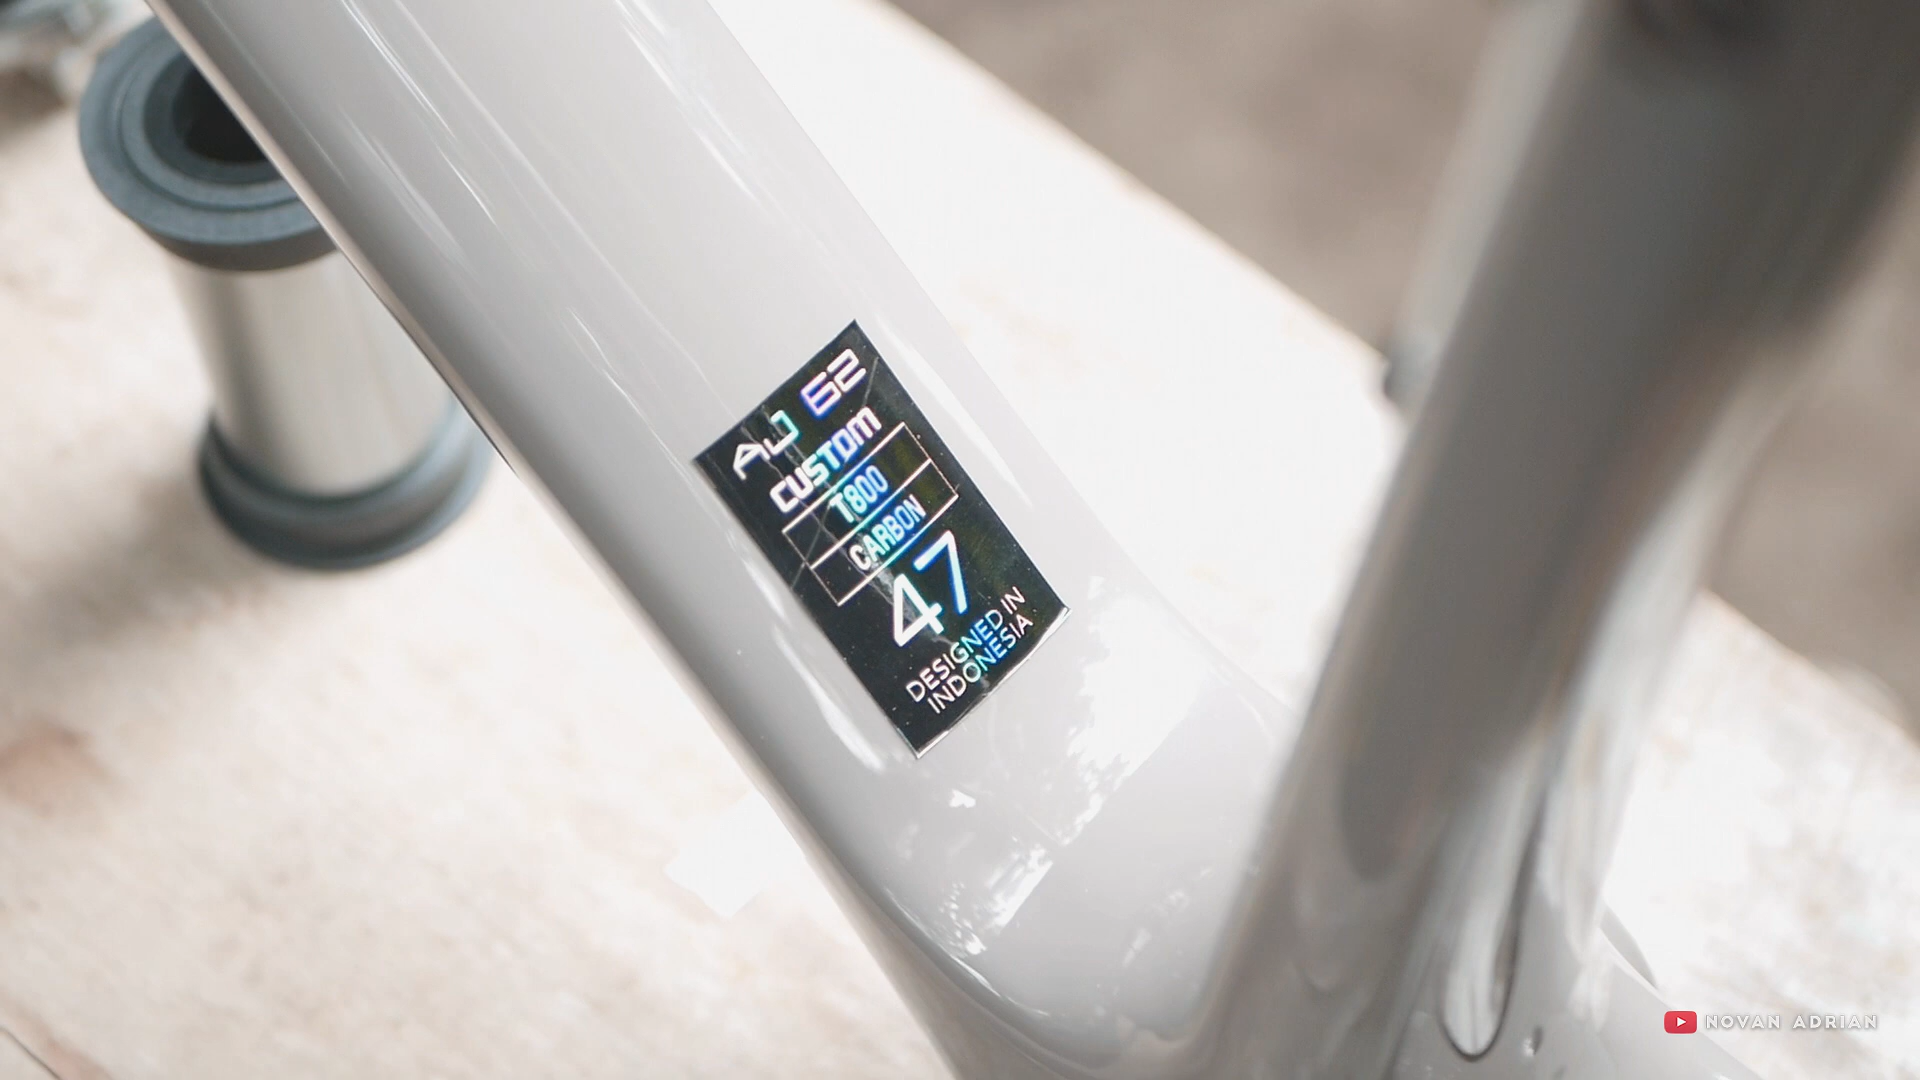 AJ 62
CUSTOM
T800
CARBON
47
DESIGNED IN
INDONESIA
NOVAN ADRIAN